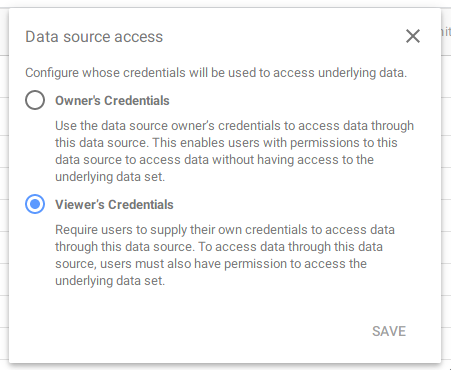 Data source access
Configure whose credentials will be used to access underlying data.
Owner's Credentials
Use the data source owner's credentials to access data through
this data source. This enables users with permissions to this
data source to access data without having access to the
underlying data set.
Viewer's Credentials
Require users to supply their own credentials to access data
through this data source. To access data through this data
source, users must also have permission to access the
underlying data set.
SAVE